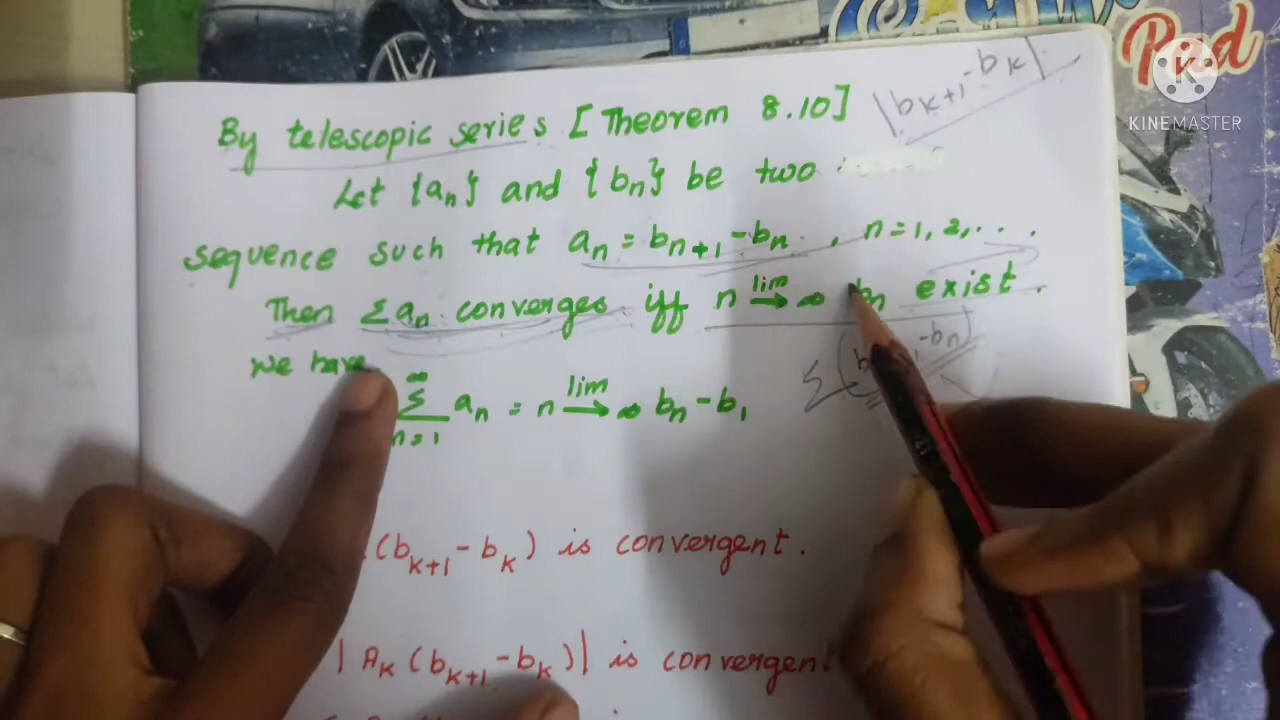 Pad
KINEMASTER
|bK+1 - bK|
By telescopic series [Theorem 8.10]
Let {an} and {bn} be two
sequence such that an = bn+1 - bn, n = 1, 2, . . .
Then Σan converges iff n lim→∞ bn exist.
We have
∞ Σ n=1 an = n lim→∞ bn - b1
Σ - bn)
(bK+1 - bK) is convergent.
|AK (bK+1 - bK)| is convergent